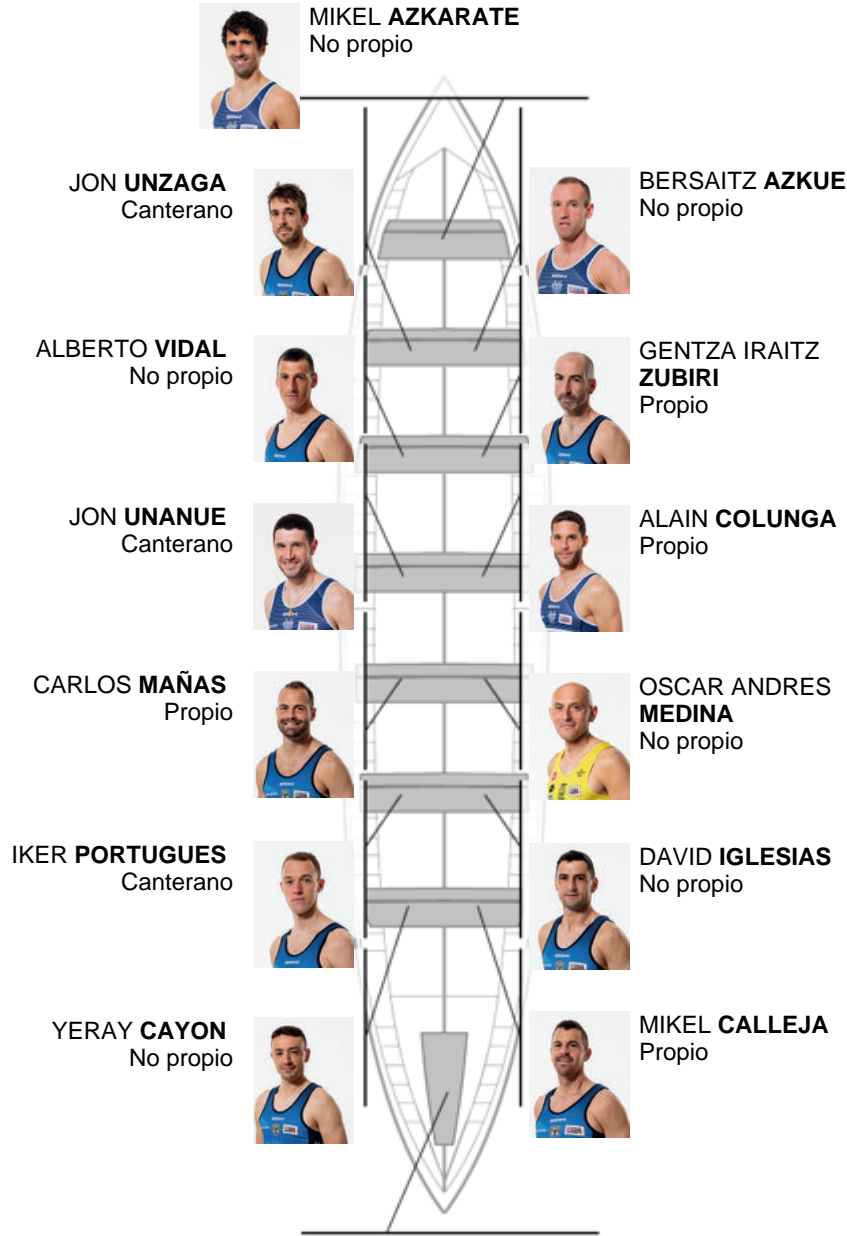 MIKEL AZKARATE
No propio
JON UNZAGA
Canterano
BERSAITZ AZKUE
No propio
ALBERTO VIDAL
No propio
GENTZA IRAITZ
ZUBIRI
Propio
JON UNANUE
Canterano
ALAIN COLUNGA
Propio
CARLOS MAÑAS
Propio
OSCAR ANDRES
MEDINA
No propio
IKER PORTUGUES
Canterano
DAVID IGLESIAS
No propio
YERAY CAYON
No propio
MIKEL CALLEJA
Propio